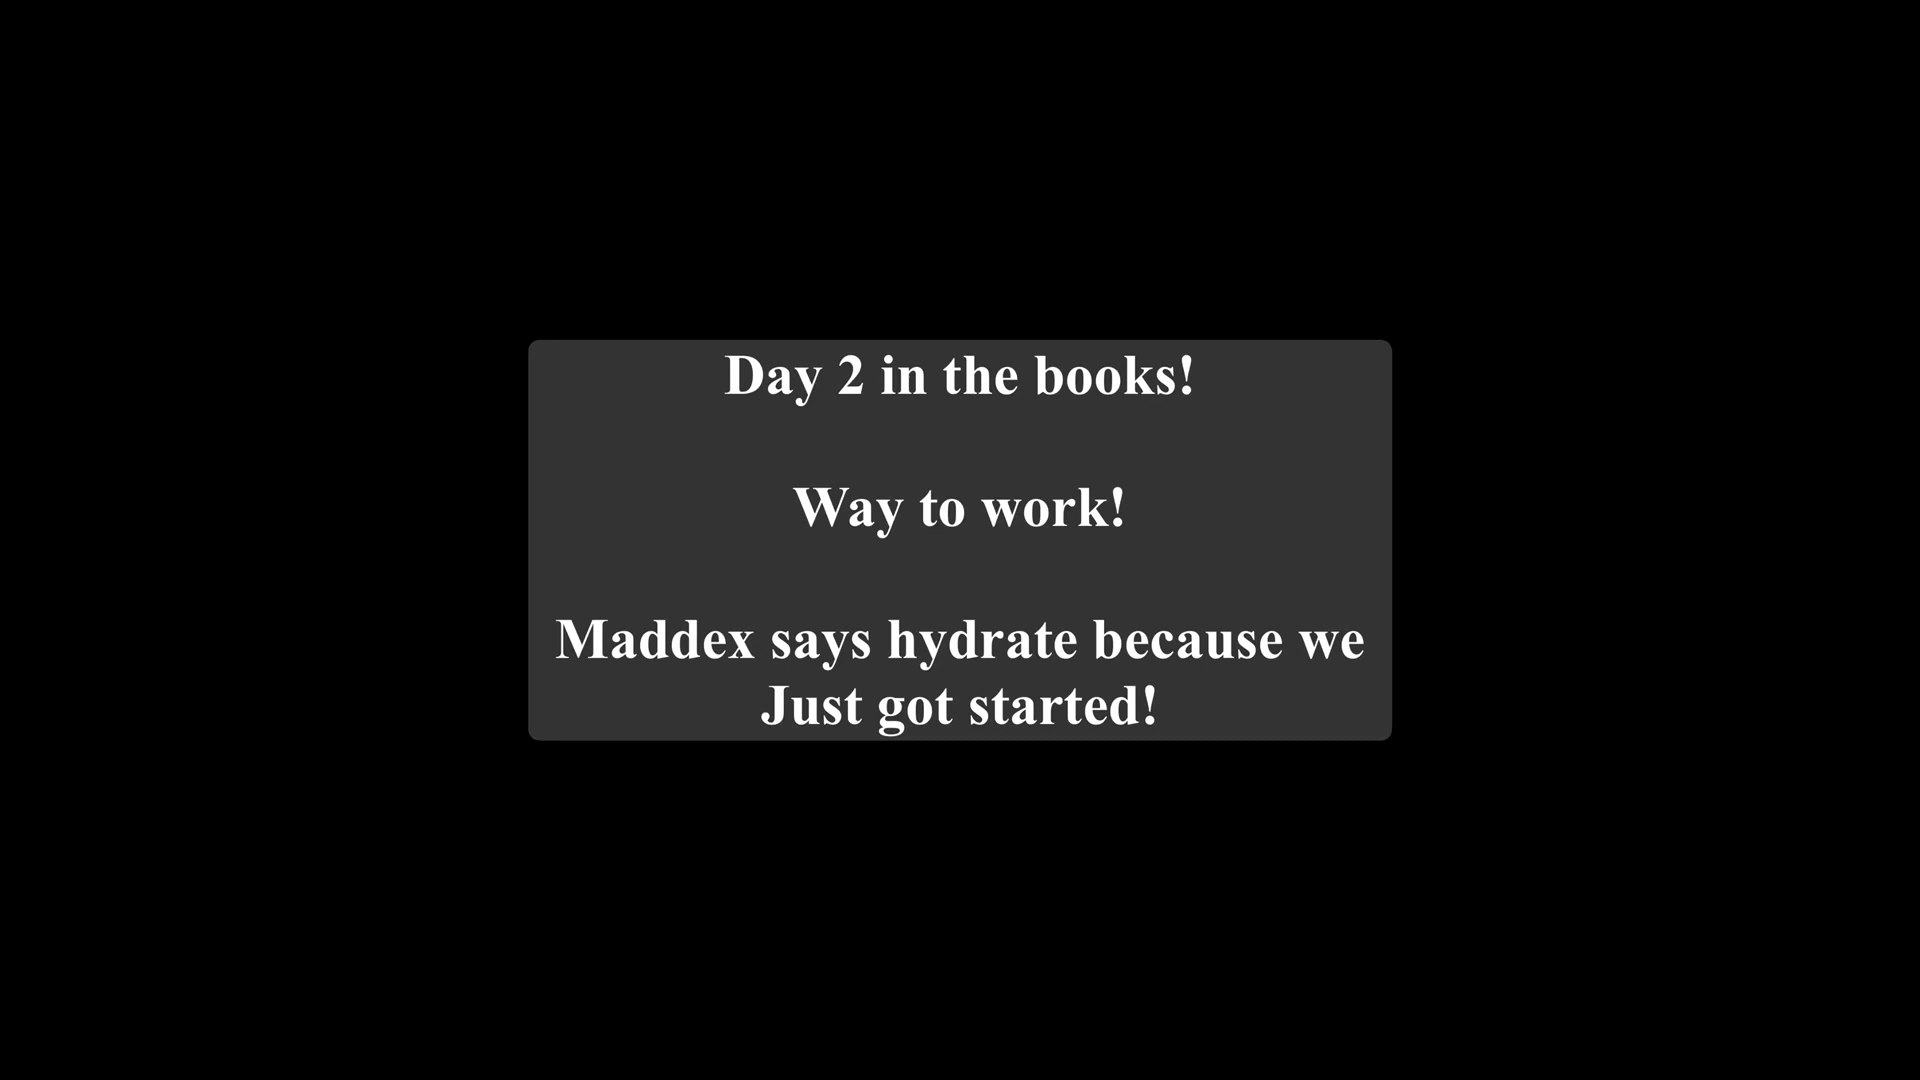 Day 2 in the books!
Way to work!
Maddex says hydrate because we
Just got started!